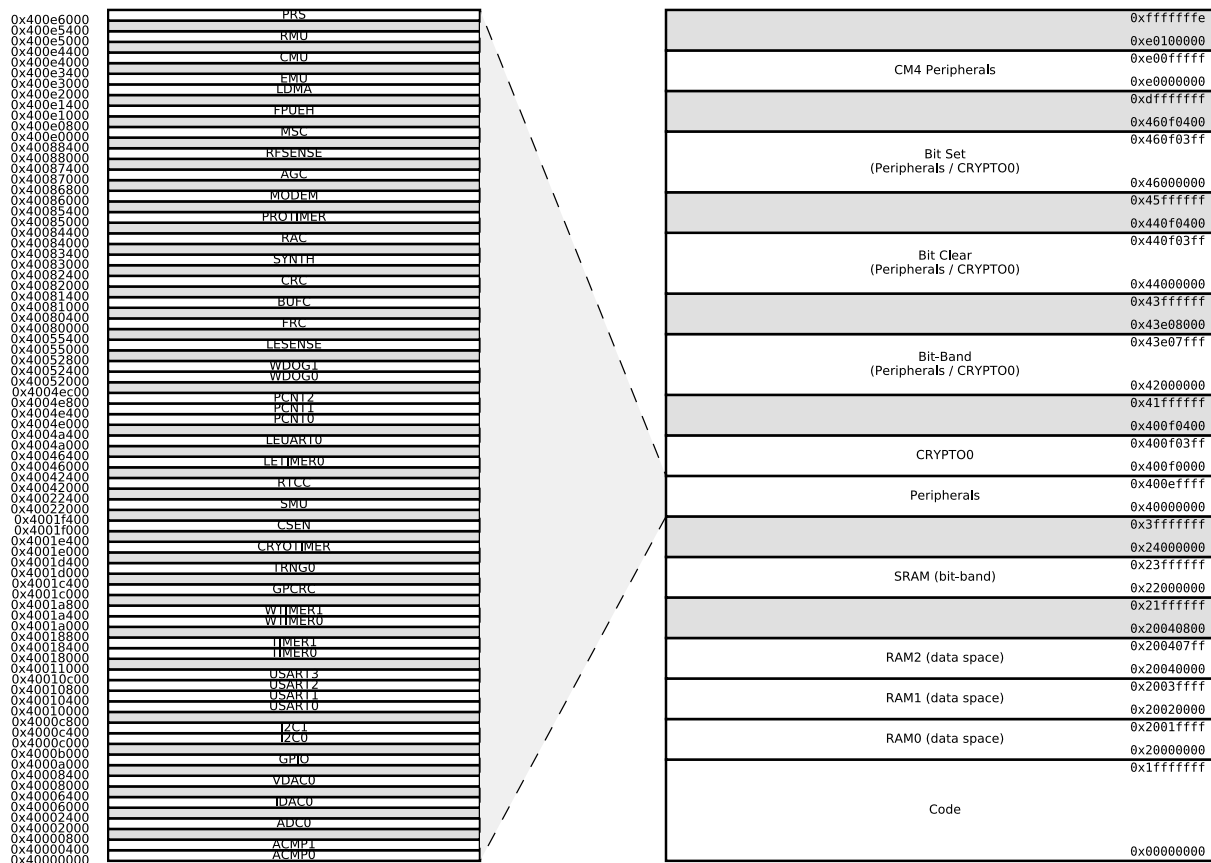 0x400e6000
PRS
0x400e5400
RMU
0x400e5000
0x400e4400
CMU
0x400e4000
0x400e3400
EMU
0x400e3000
LDMA
0x400e2000
0x400e1400
FPUEH
0x400e1000
0x400e0800
MSC
0x400e0000
0x40088400
RFSENSE
0x40088000
0x40087400
AGC
0x40087000
0x40086800
MODEM
0x40086000
0x40085400
PROTIMER
0x40085000
0x40084400
RAC
0x40084000
0x40083400
SYNTH
0x40083000
0x40082400
CRC
0x40082000
0x40081400
BUFC
0x40081000
0x40080400
FRC
0x40080000
0x40055400
LESENSE
0x40055000
0x40052800
WDOG1
0x40052400
WDOG0
0x40052000
0x4004ec00
PCNT2
0x4004e800
PCNT1
0x4004e400
PCNT0
0x4004e000
0x4004a400
LEUART0
0x4004a000
0x40046400
LETIMER0
0x40046000
0x40042400
RTCC
0x40042000
0x40022400
SMU
0x40022000
0x4001f400
CSEN
0x4001f000
0x4001e400
CRYOTIMER
0x4001e000
0x4001d400
TRNG0
0x4001d000
0x4001c400
GPCRC
0x4001c000
0x4001a800
WTIMER1
0x4001a400
WTIMER0
0x4001a000
0x40018800
TIMER1
0x40018400
TIMER0
0x40018000
0x40011000
USART3
0x40010c00
USART2
0x40010800
USART1
0x40010400
USART0
0x40010000
0x4000c800
I2C1
0x4000c400
I2C0
0x4000c000
0x4000b000
GPIO
0x4000a000
0x40008400
VDAC0
0x40008000
0x40006400
IDAC0
0x40006000
0x40002400
ADC0
0x40002000
0x40000800
ACMP1
0x40000400
ACMP0
0x40000000
0xfffffffe
0xe0100000
0xe00fffff
CM4 Peripherals
0xe0000000
0xdfffffff
0x460f0400
0x460f03ff
Bit Set
(Peripherals / CRYPTO0)
0x46000000
0x45ffffff
0x440f0400
0x440f03ff
Bit Clear
(Peripherals / CRYPTO0)
0x44000000
0x43ffffff
0x43e08000
0x43e07fff
Bit-Band
(Peripherals / CRYPTO0)
0x42000000
0x41ffffff
0x400f0400
0x400f03ff
CRYPTO0
0x400f0000
0x400effff
Peripherals
0x40000000
0x3fffffff
0x24000000
0x23ffffff
SRAM (bit-band)
0x22000000
0x21ffffff
0x20040800
0x200407ff
RAM2 (data space)
0x20040000
0x2003ffff
RAM1 (data space)
0x20020000
0x2001ffff
RAM0 (data space)
0x20000000
0x1fffffff
Code
0x00000000